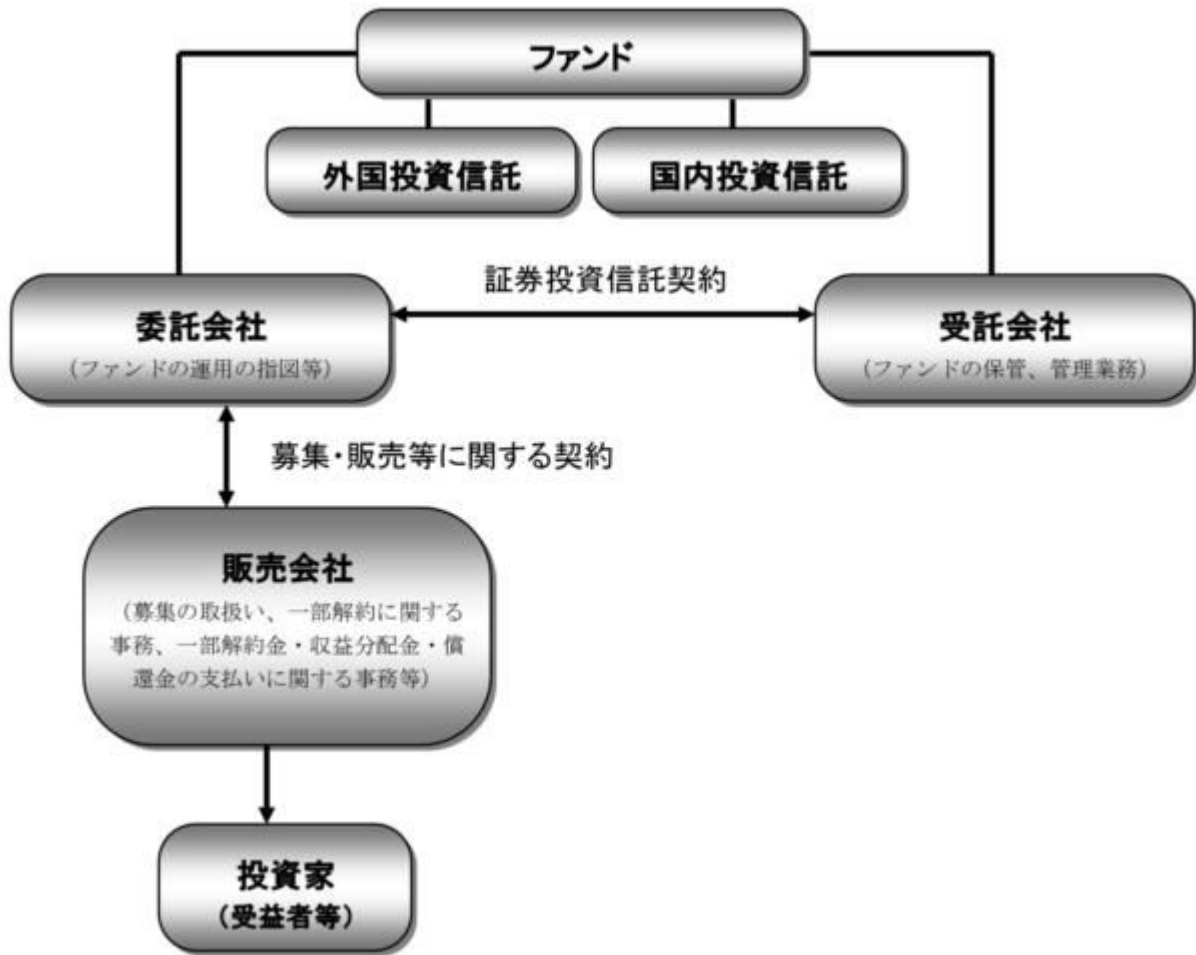 ファンド
外国投資信託
国内投資信託
証券投資信託契約
委託会社
（ファンドの運用の指図等）
受託会社
（ファンドの保管、管理業務）
募集・販売等に関する契約
販売会社
（募集の取扱い、一部解約に関する
事務、一部解約金・収益分配金・償
還金の支払いに関する事務等）
投資家
（受益者等）